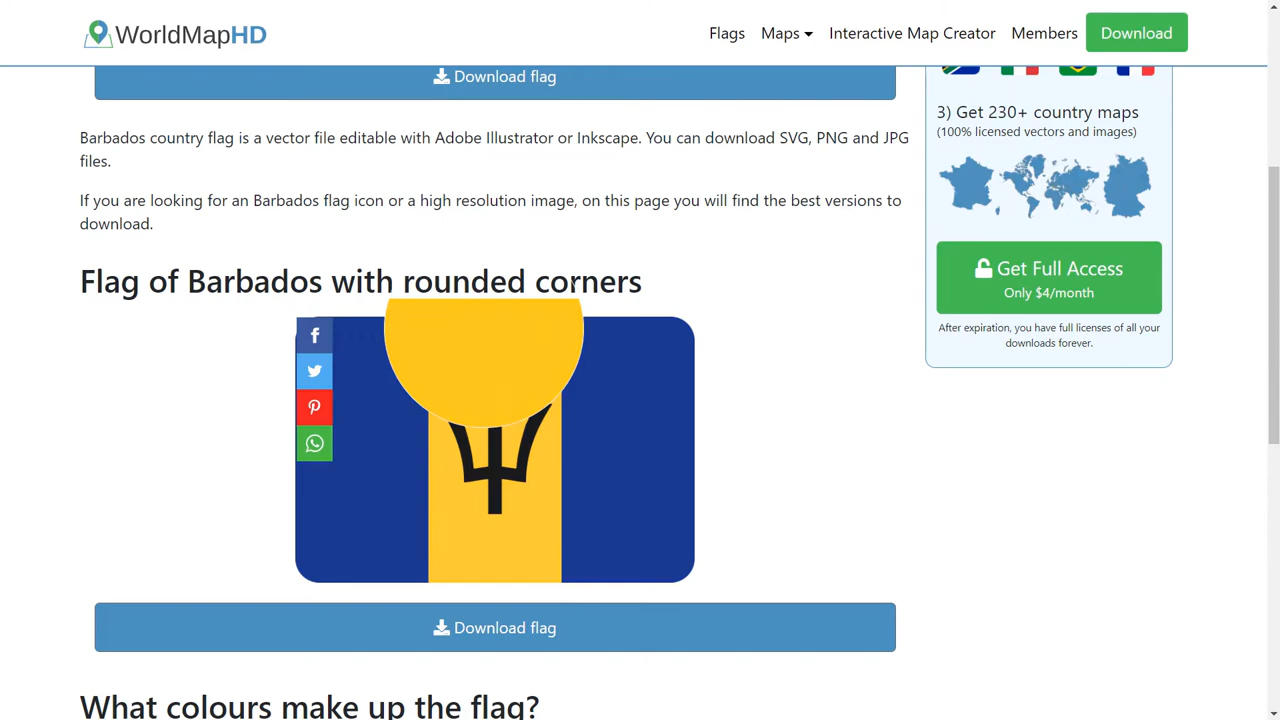 WorldMapHD
Flags
Maps
Interactive Map Creator
Members
Download
Download flag
Barbados country flag is a vector file editable with Adobe Illustrator or Inkscape. You can download SVG, PNG and JPG
files.
If you are looking for an Barbados flag icon or a high resolution image, on this page you will find the best versions to
download.
Flag of Barbados with rounded corners
Download flag
What colours make up the flag?
3) Get 230+ country maps
(100% licensed vectors and images)
Get Full Access
Only $4/month
After expiration, you have full licenses of all your
downloads forever.